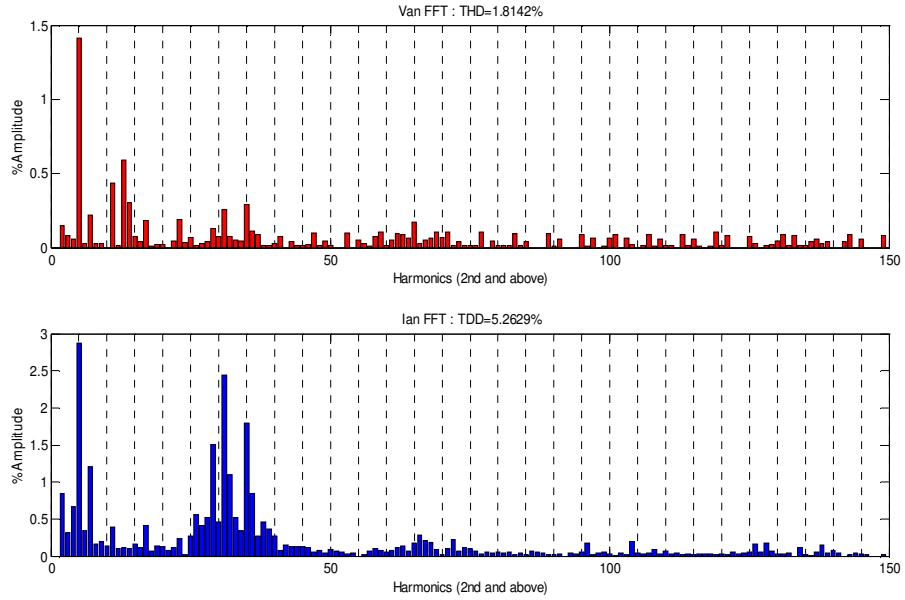 Van FFT : THD=1.8142%
1.5
1
0.5
0
%Amplitude
0 50 100 150
Harmonics (2nd and above)
Ian FFT : TDD=5.2629%
3
2.5
2
1.5
1
0.5
0
%Amplitude
0 50 100 150
Harmonics (2nd and above)